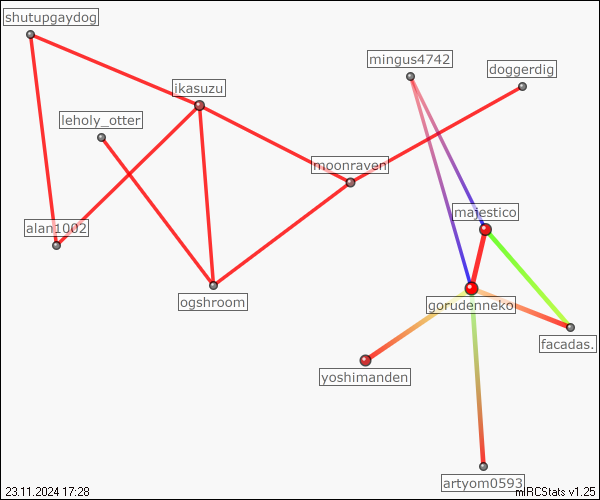 shutupgaydog
mingus4742
doggerdig
ikasuzu
leholy_otter
moonraven
majestico
alan1002
ogshroom
gorudenneko
facadas.
yoshimanden
artyom0593
23.11.2024 17:28
mIRCStats v1.25